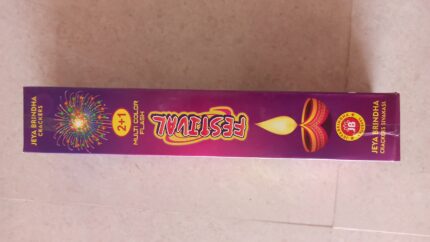 JEYA BRINDHA
CRACKERS
2+1
MULTI COLOR
FLASH
FESTIVAL
JB
JEYA BRINDHA
CRACKERS SIVAKASI